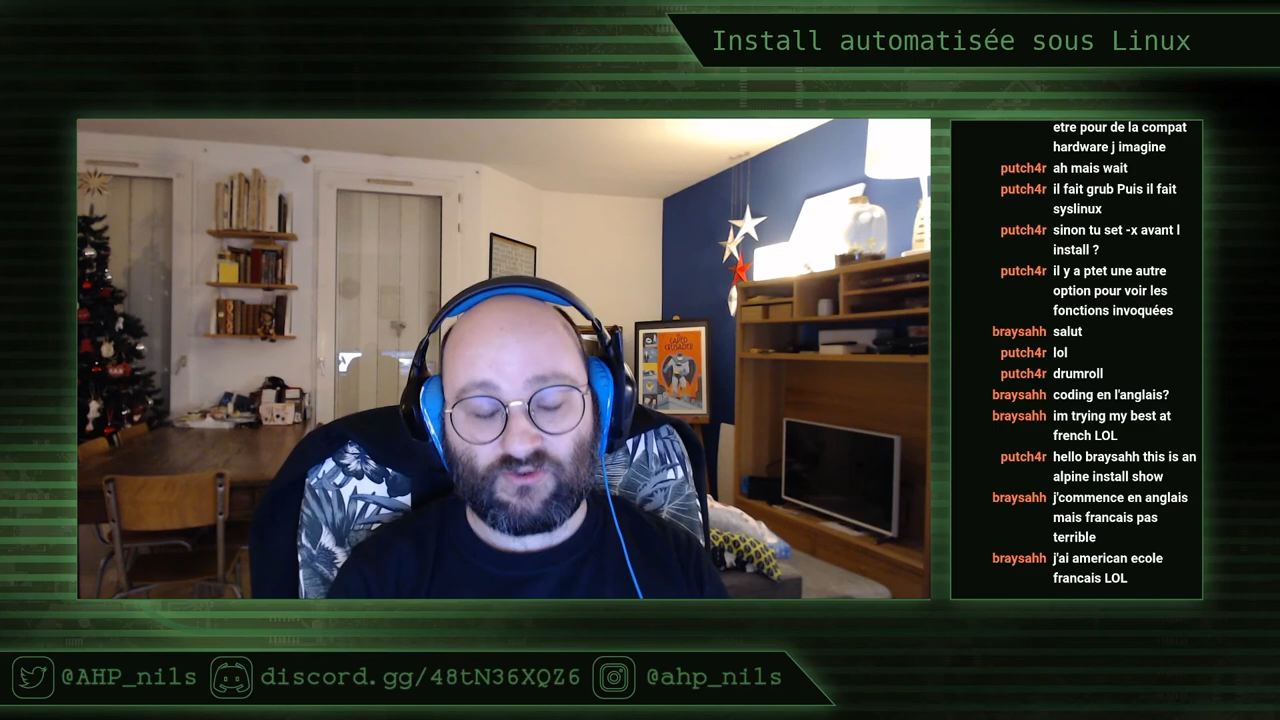 Install automatisée sous Linux
etre pour de la compat
hardware j imagine
putch4r ah mais wait
putch4r il fait grub Puis il fait
syslinux
putch4r sinon tu set -x avant l
install ?
putch4r il y a ptet une autre
option pour voir les
fonctions invoquées
braysahh salut
putch4r lol
putch4r drumroll
braysahh coding en l'anglais?
braysahh im trying my best at
french LOL
putch4r hello braysahh this is an
alpine install show
braysahh j'commence en anglais
mais francais pas
terrible
braysahh j'ai american ecole
francais LOL
CAPED
CRUSADER
@AHP_nils discord.gg/48tN36XQZ6 @ahp_nils